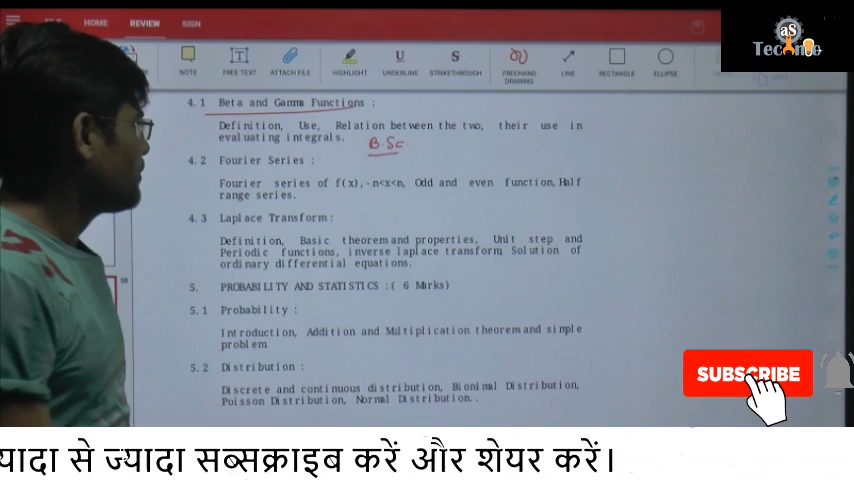 HOME REVIEW SIGN
NOTE FREE TEXT ATTACH FILE HIGHLIGHT UNDERLINE STRIKETHROUGH FREEHAND DRAWING LINE RECTANGLE ELLIPSE
aS
Tec
4.1 Beta and Gamma Functions :
Definition, Use, Relation between the two, their use in
evaluating integrals.
B.Sc.
4.2 Fourier Series :
Fourier series of f(x),-n<x<n, Odd and even function, Half
range series.
4.3 Laplace Transform :
Definition, Basic theorem and properties, Unit step and
Periodic functions, inverse laplace transform Solution of
ordinary differential equations.
5. PROBABILITY AND STATISTICS :( 6 Marks)
5.1 Probability :
Introduction, Addition and Multiplication theorem and simple
problem
5.2 Distribution :
Discrete and continuous distribution, Bionimal Distribution,
Poisson Distribution, Normal Distribution..
58
SUBSCRIBE
यादा से ज्यादा सब्सक्राइब करें और शेयर करें।